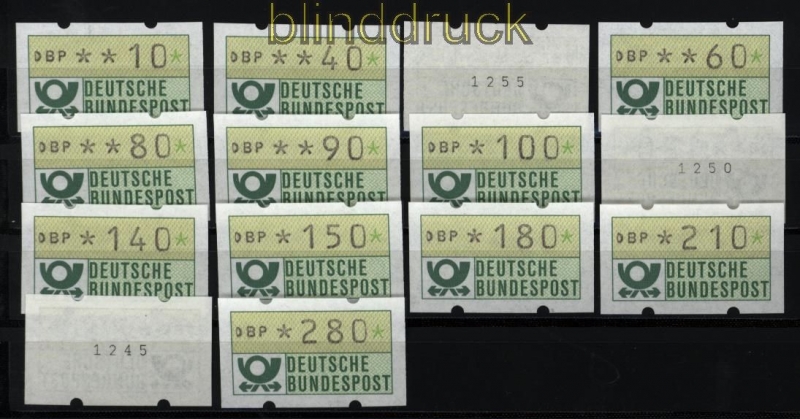 blinddruck
DBP **10*
DEUTSCHE
BUNDESPOST
DBP **40*
DEUTSCHE
BUNDESPOST
1255
DBP **60*
DEUTSCHE
BUNDESPOST
DBP **80*
DEUTSCHE
BUNDESPOST
DBP **90*
DEUTSCHE
BUNDESPOST
DBP *100*
DEUTSCHE
BUNDESPOST
1250
DBP *140*
DEUTSCHE
BUNDESPOST
DBP *150*
DEUTSCHE
BUNDESPOST
DBP *180*
DEUTSCHE
BUNDESPOST
DBP *210*
DEUTSCHE
BUNDESPOST
1245
DBP *280*
DEUTSCHE
BUNDESPOST